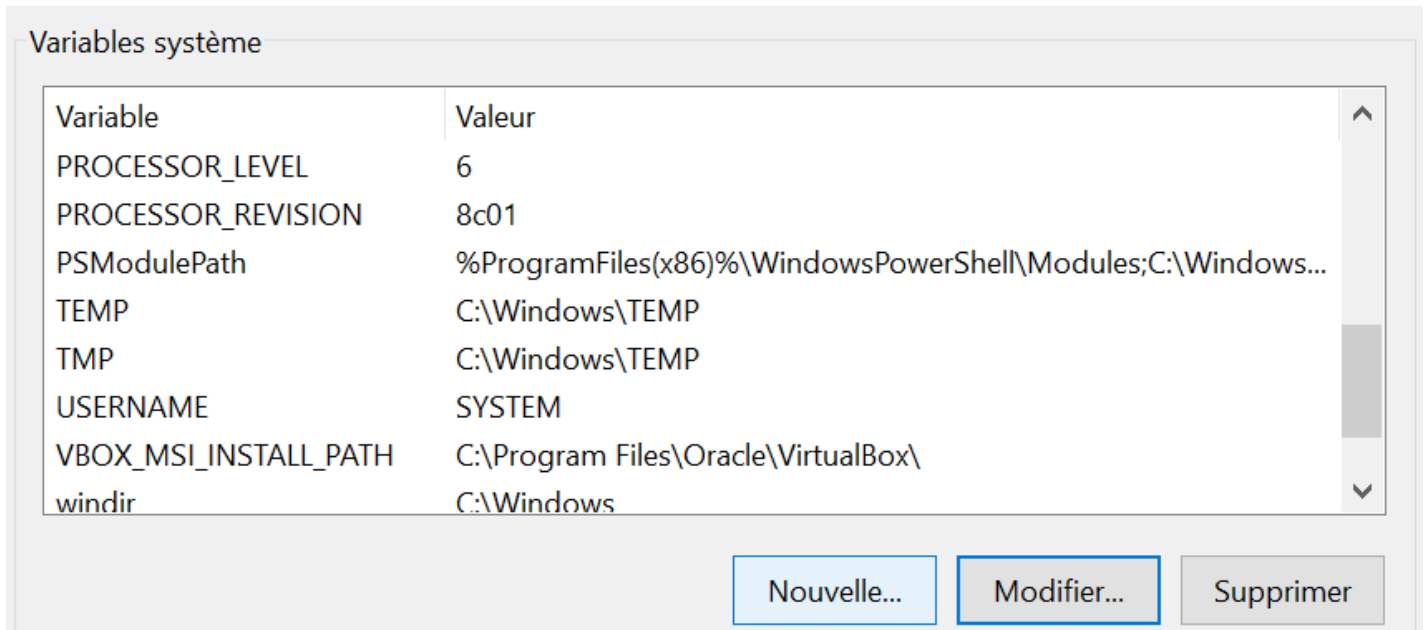 Variables système
Variable Valeur
PROCESSOR_LEVEL 6
PROCESSOR_REVISION 8c01
PSModulePath %ProgramFiles(x86)%\WindowsPowerShell\Modules;C:\Windows...
TEMP C:\Windows\TEMP
TMP C:\Windows\TEMP
USERNAME SYSTEM
VBOX_MSI_INSTALL_PATH C:\Program Files\Oracle\VirtualBox\
windir C:\Windows
Nouvelle... Modifier... Supprimer